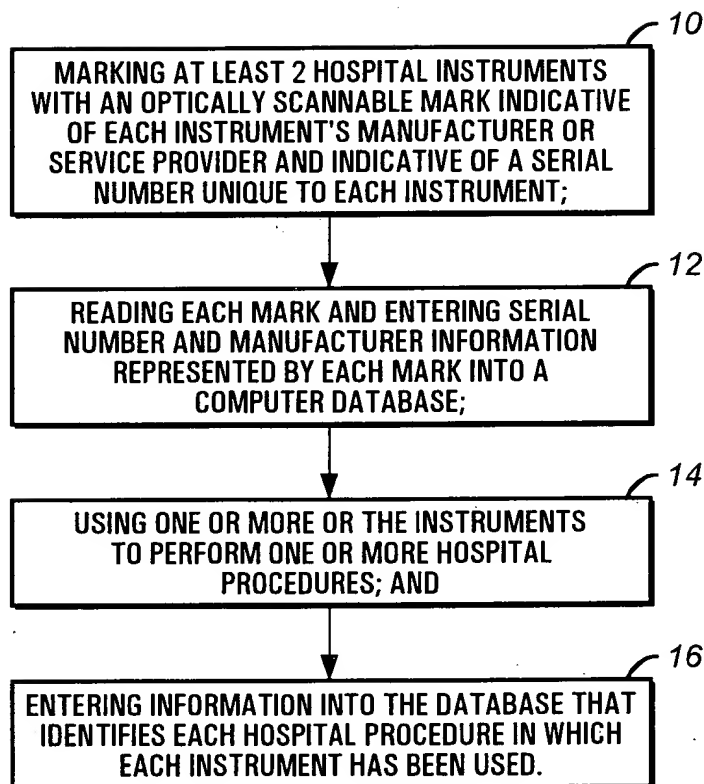 10
MARKING AT LEAST 2 HOSPITAL INSTRUMENTS
WITH AN OPTICALLY SCANNABLE MARK INDICATIVE
OF EACH INSTRUMENT'S MANUFACTURER OR
SERVICE PROVIDER AND INDICATIVE OF A SERIAL
NUMBER UNIQUE TO EACH INSTRUMENT;
12
READING EACH MARK AND ENTERING SERIAL
NUMBER AND MANUFACTURER INFORMATION
REPRESENTED BY EACH MARK INTO A
COMPUTER DATABASE;
14
USING ONE OR MORE OR THE INSTRUMENTS
TO PERFORM ONE OR MORE HOSPITAL
PROCEDURES; AND
16
ENTERING INFORMATION INTO THE DATABASE THAT
IDENTIFIES EACH HOSPITAL PROCEDURE IN WHICH
EACH INSTRUMENT HAS BEEN USED.